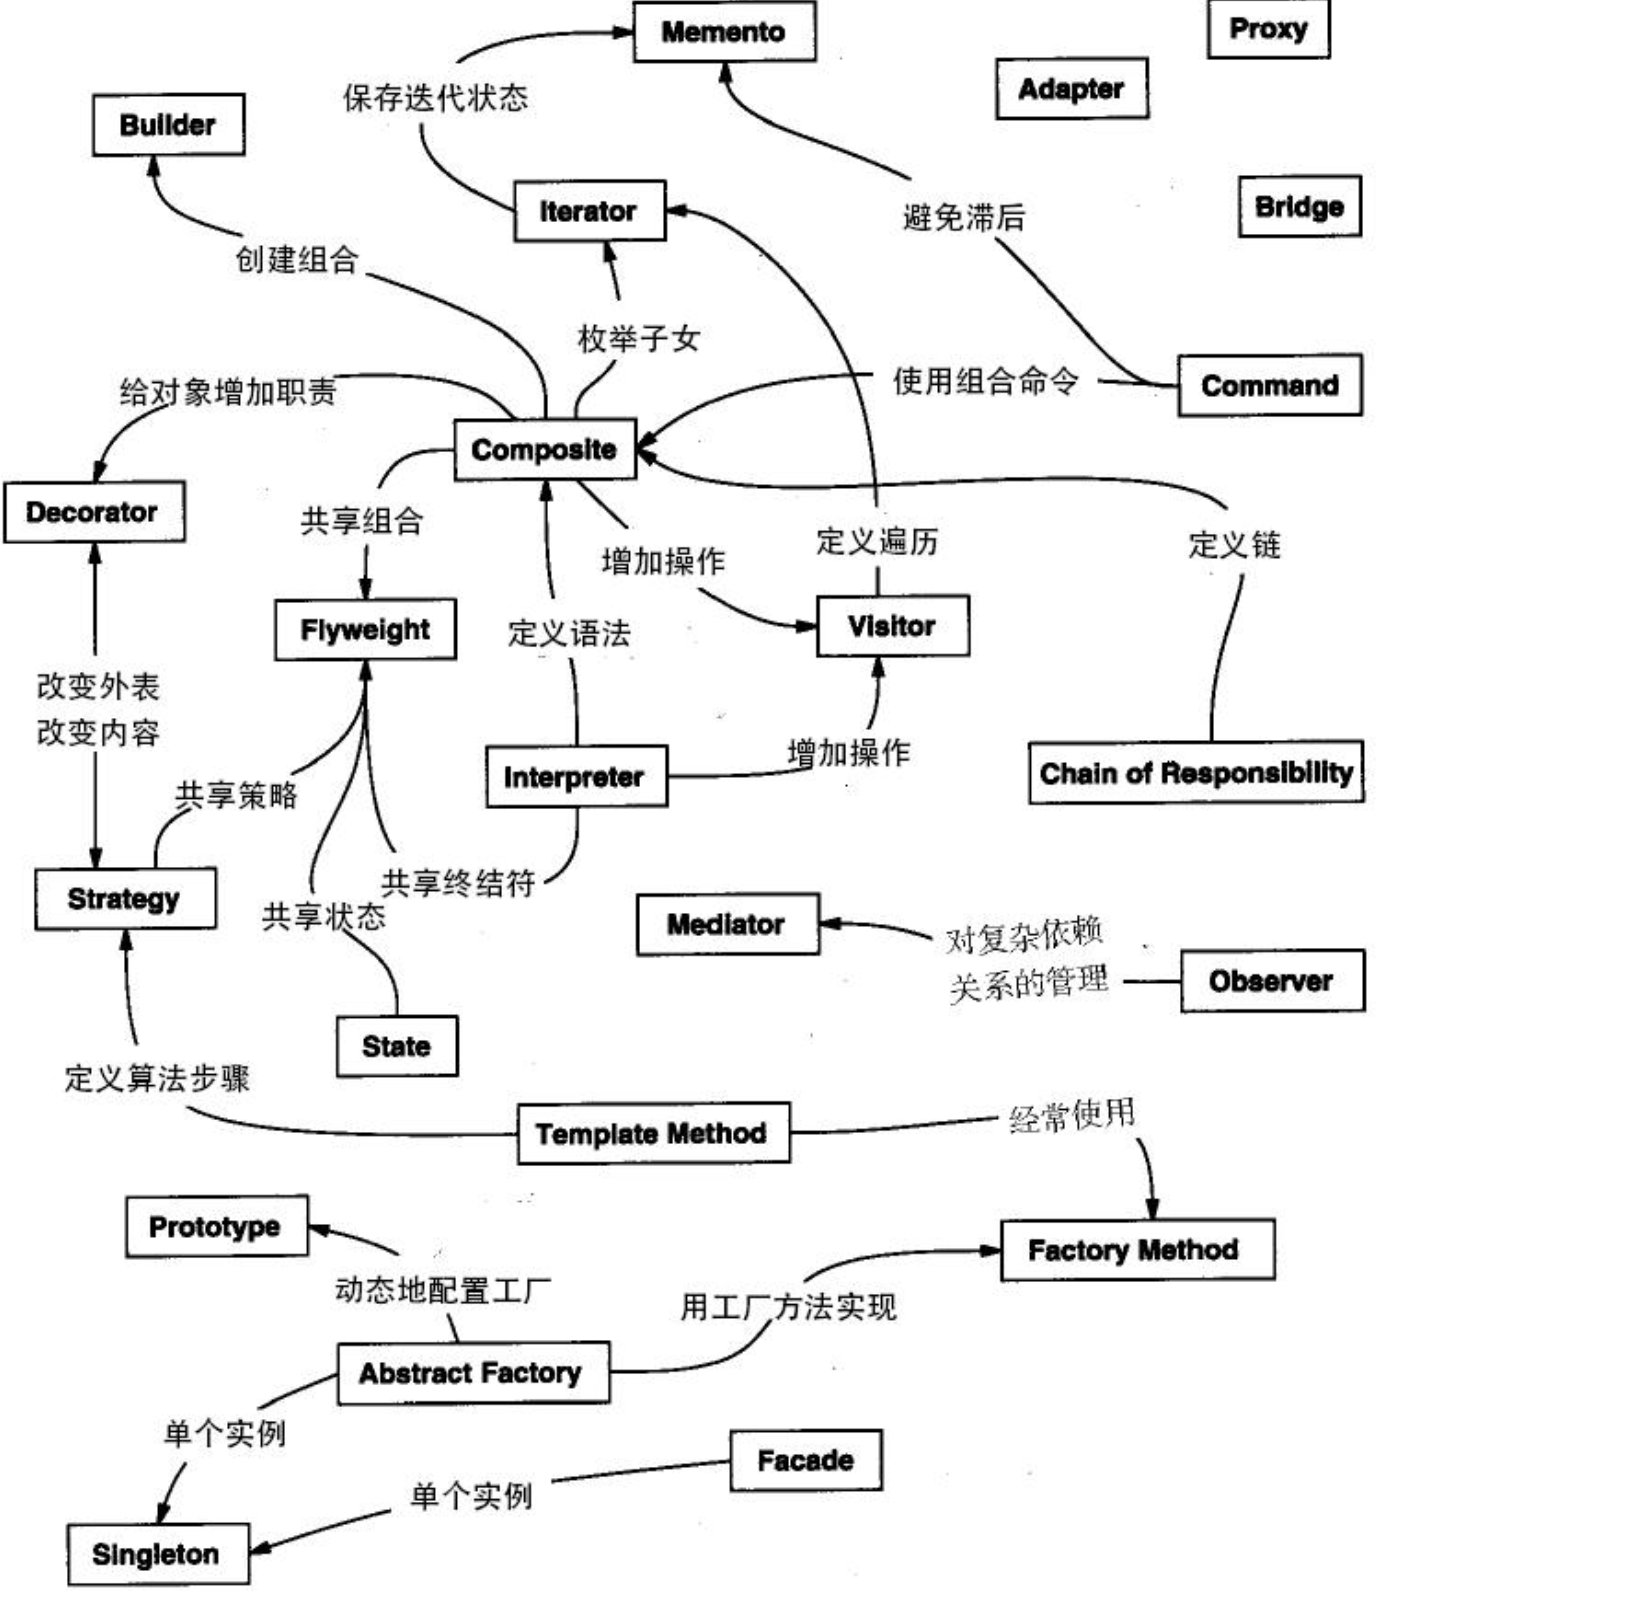 Memento
Proxy
Adapter
保存迭代状态
Builder
Iterator
避免滞后
Bridge
创建组合
枚举子女
使用组合命令
Command
给对象增加职责
Composite
Decorator
共享组合
增加操作
定义遍历
定义链
Flyweight
定义语法
Visitor
改变外表
改变内容
共享策略
Interpreter
增加操作
Chain of Responsibility
Strategy
共享终结符
共享状态
Mediator
对复杂依赖
关系的管理
Observer
State
定义算法步骤
Template Method
经常使用
Prototype
Factory Method
动态地配置工厂
用工厂方法实现
Abstract Factory
单个实例
Facade
单个实例
Singleton